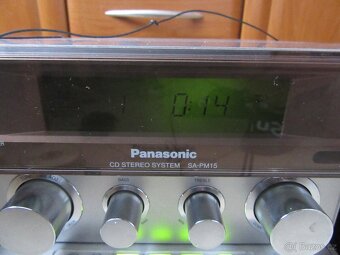 0:14
Panasonic
CD STEREO SYSTEM SA-PM15
BASS TREBLE